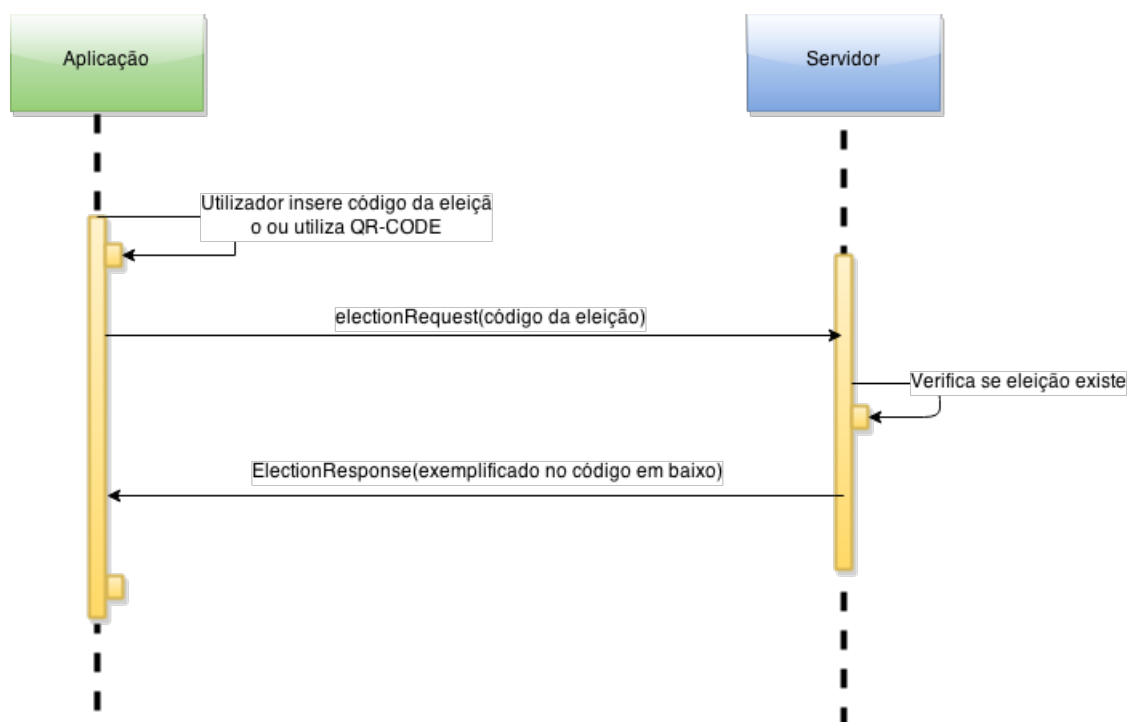 Aplicação
Servidor
Utilizador insere código da eleiçã
o ou utiliza QR-CODE
electionRequest(código da eleição)
Verifica se eleição existe
ElectionResponse(exemplificado no código em baixo)